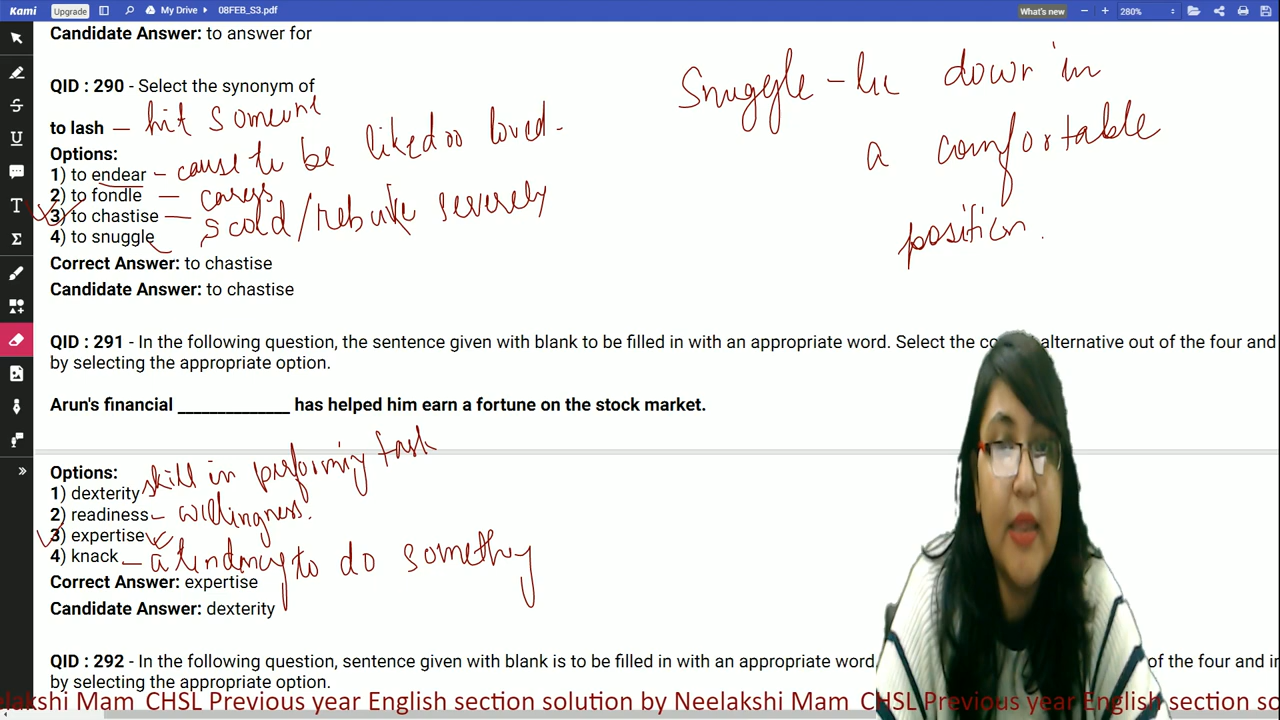 Kami Upgrade My Drive 08FEB_S3.pdf What's new 280%
Candidate Answer: to answer for
QID : 290 - Select the synonym of
to lash – hit someone
Options:
1) to endear – cause to be liked or loved.
2) to fondle – caress
3) to chastise – scold/rebuke severely
4) to snuggle
Correct Answer: to chastise
Candidate Answer: to chastise
Snuggle – lie down in
a comfortable
position.
QID : 291 - In the following question, the sentence given with blank to be filled in with an appropriate word. Select the alternative out of the four and
by selecting the appropriate option.
Arun's financial ______________ has helped him earn a fortune on the stock market.
Options:
1) dexterity skill in performing task
2) readiness – willingness.
3) expertise
4) knack – a tendency to do something
Correct Answer: expertise
Candidate Answer: dexterity
QID : 292 - In the following question, sentence given with blank is to be filled in with an appropriate word. of the four and
by selecting the appropriate option.
Mam CHSL Previous year English section solution by Neelakshi Mam CHSL Previous year English section